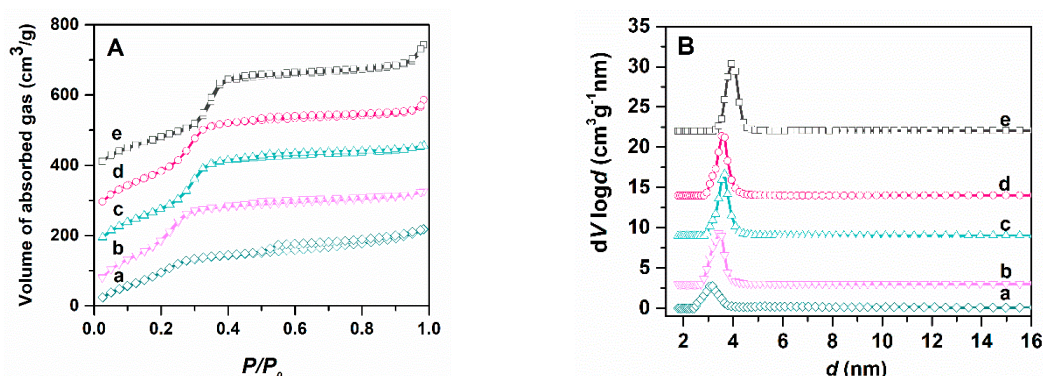 A
Volume of absorbed gas (cm³/g)
800
600
400
200
0
e
d
c
b
a
0.0 0.2 0.4 0.6 0.8 1.0
P/P₀
B
dV logd (cm³g⁻¹nm)
35
30
25
20
15
10
5
0
e
d
c
b
a
2 4 6 8 10 12 14 16
d (nm)